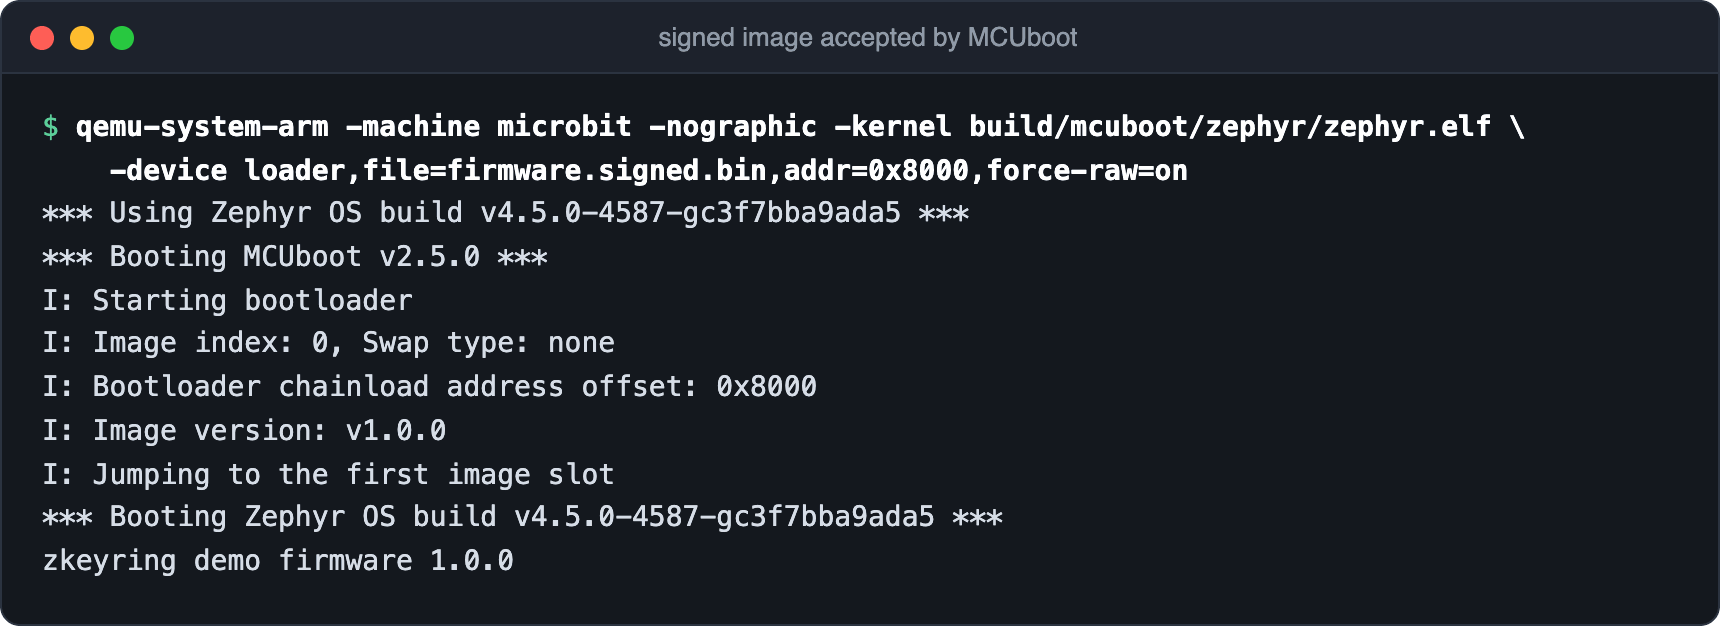 signed image accepted by MCUboot
$ qemu-system-arm -machine microbit -nographic -kernel build/mcuboot/zephyr/zephyr.elf \
-device loader,file=firmware.signed.bin,addr=0x8000,force-raw=on
*** Using Zephyr OS build v4.5.0-4587-gc3f7bba9ada5 ***
*** Booting MCUboot v2.5.0 ***
I: Starting bootloader
I: Image index: 0, Swap type: none
I: Bootloader chainload address offset: 0x8000
I: Image version: v1.0.0
I: Jumping to the first image slot
*** Booting Zephyr OS build v4.5.0-4587-gc3f7bba9ada5 ***
zkeyring demo firmware 1.0.0